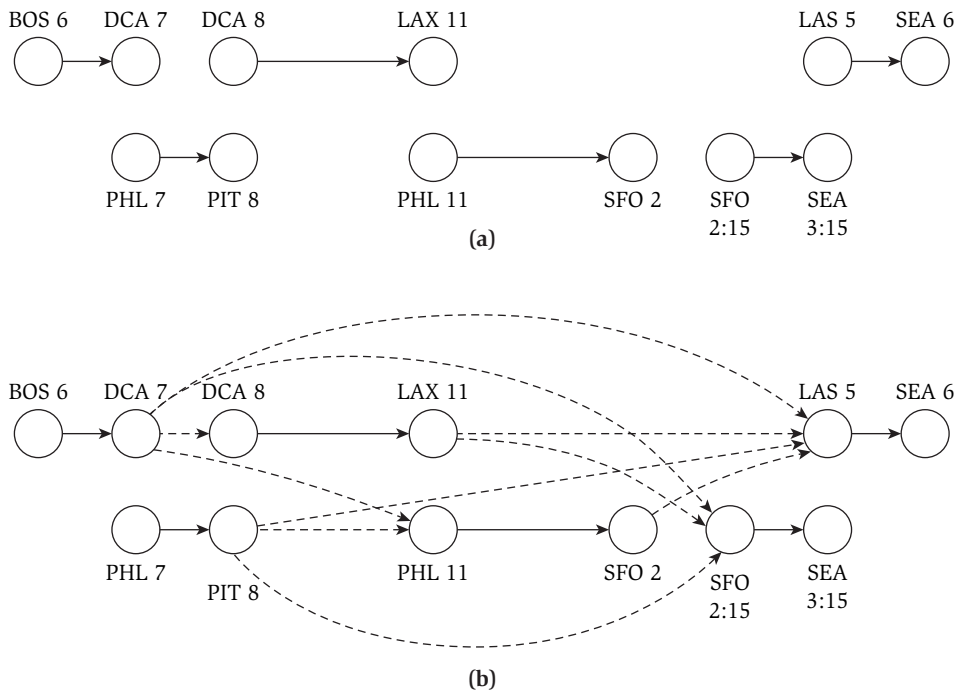 BOS 6 DCA 7 DCA 8 LAX 11 LAS 5 SEA 6
PHL 7 PIT 8 PHL 11 SFO 2 SFO SEA
2:15 3:15
(a)
BOS 6 DCA 7 DCA 8 LAX 11 LAS 5 SEA 6
PHL 7 PIT 8 PHL 11 SFO 2 SFO SEA
2:15 3:15
(b)